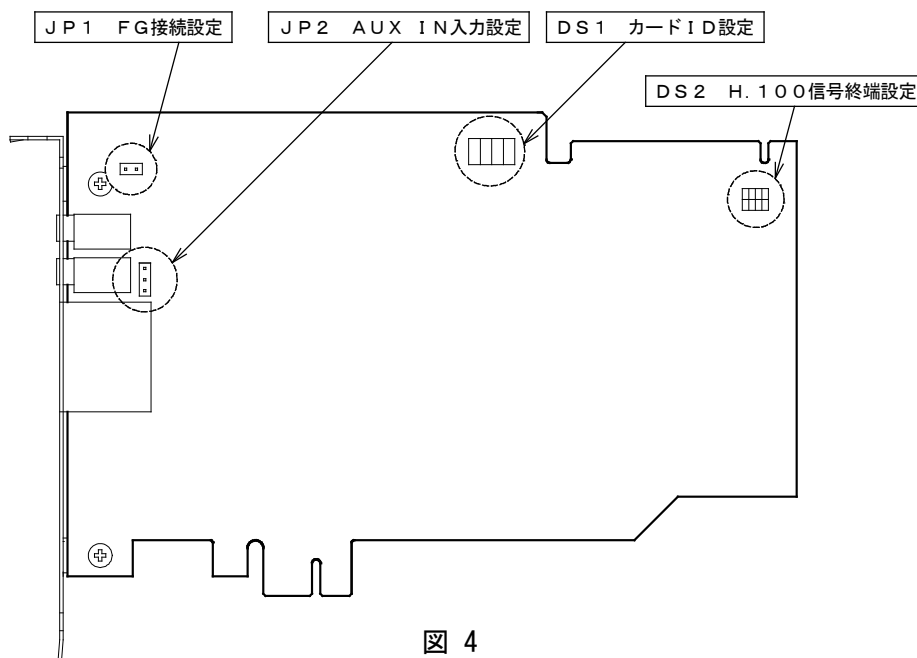 ＪＰ１　ＦＧ接続設定
ＪＰ２　ＡＵＸ　ＩＮ入力設定
ＤＳ１　カードＩＤ設定
ＤＳ２　Ｈ.１００信号終端設定
図 4